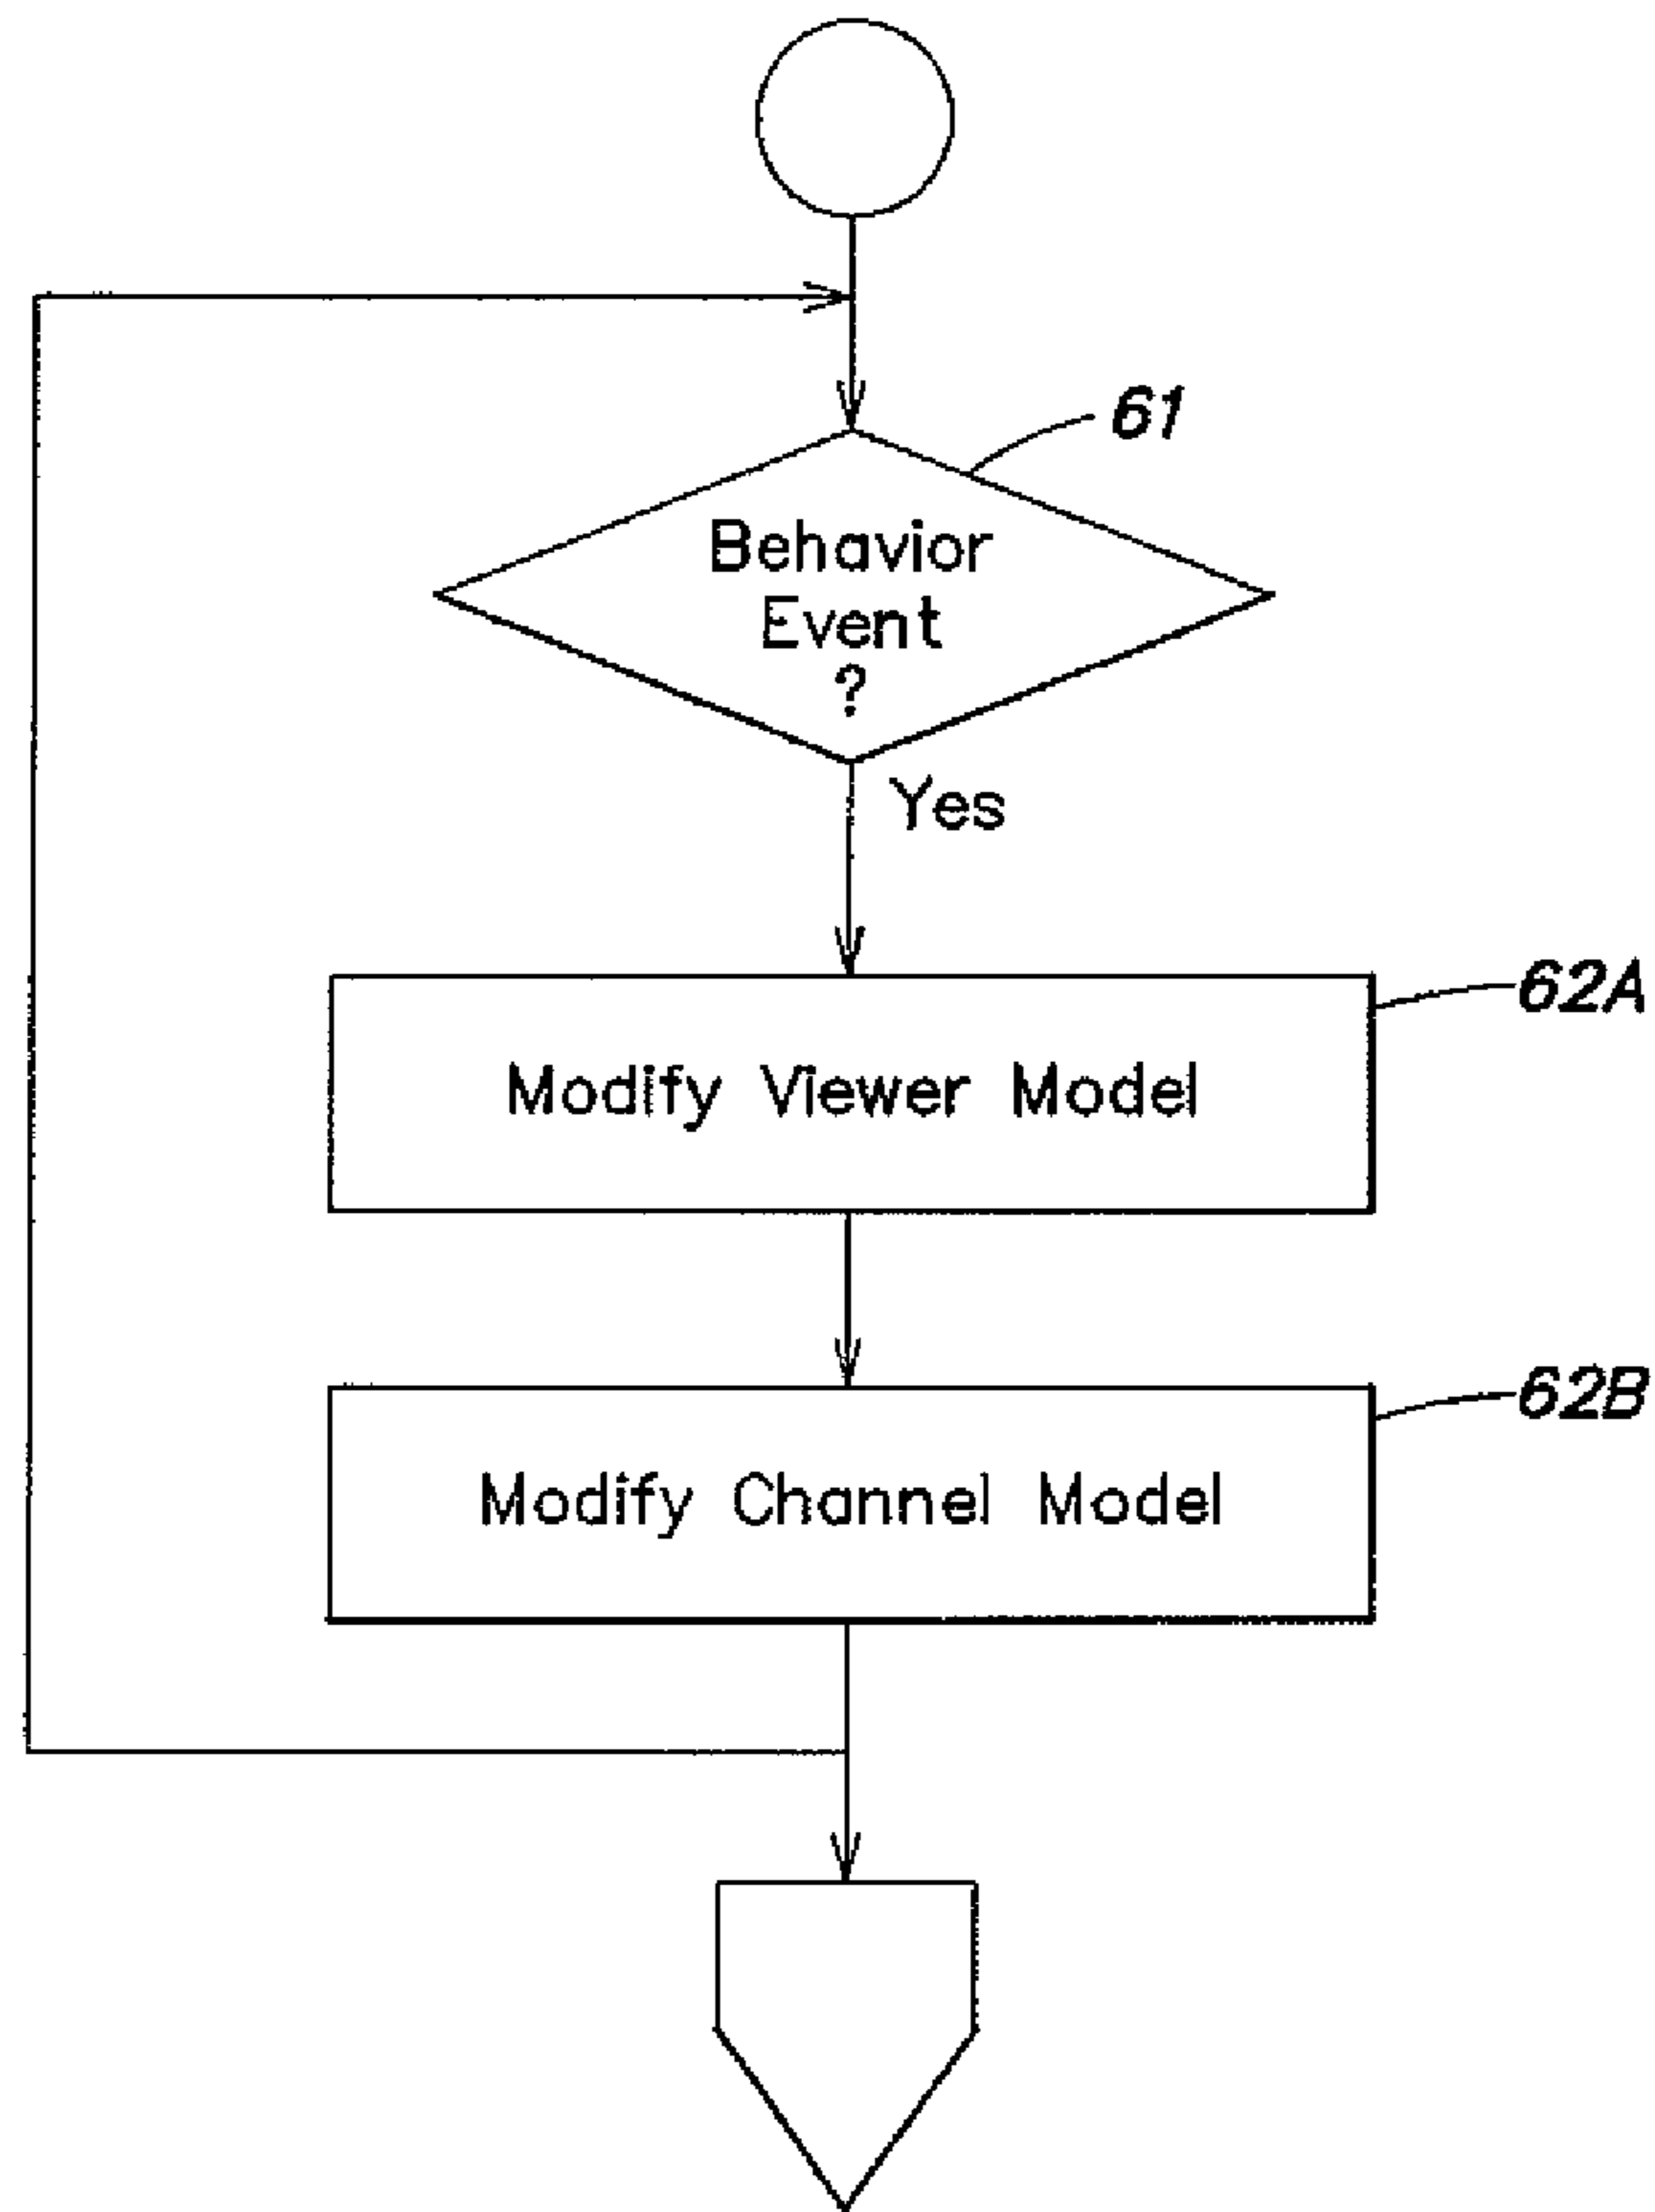 61
Behavior
Event
?
Yes
62A
Modify Viewer Model
62B
Modify Channel Model